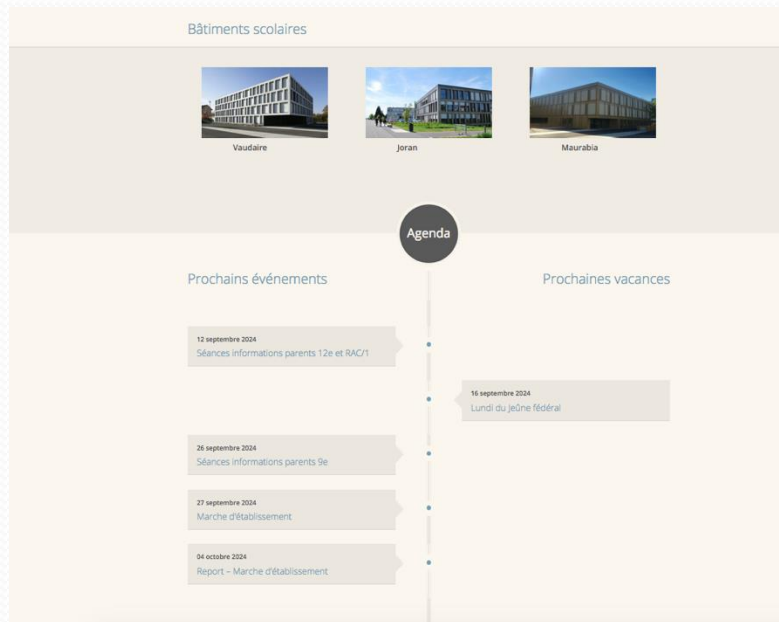 Bâtiments scolaires
Vaudaire
Joran
Maurabia
Agenda
Prochains événements
Prochaines vacances
12 septembre 2024
Séances informations parents 12e et RAC/1
16 septembre 2024
Lundi du Jeûne fédéral
26 septembre 2024
Séances informations parents 9e
27 septembre 2024
Marche d'établissement
04 octobre 2024
Report – Marche d'établissement